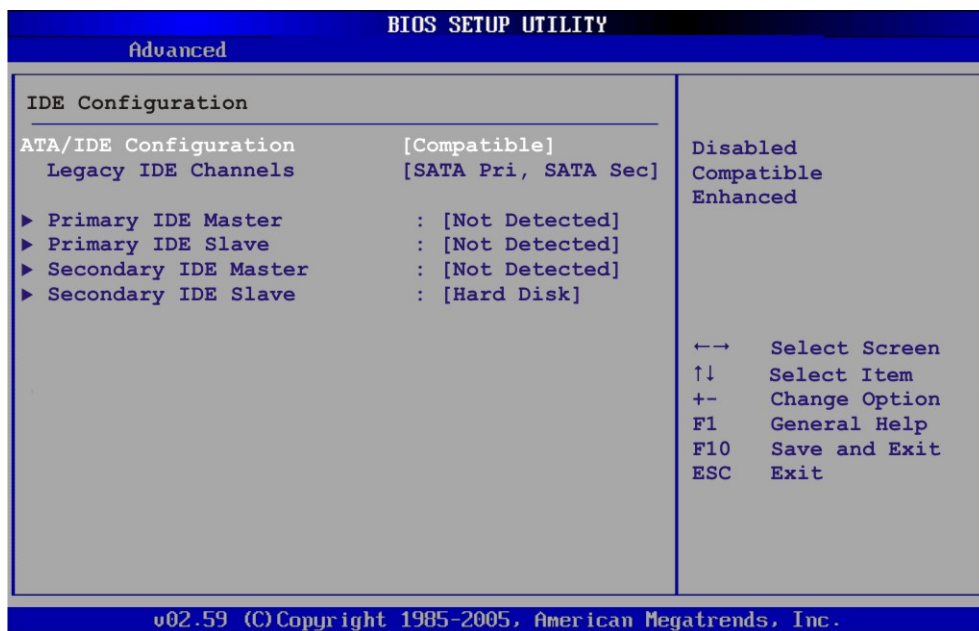 BIOS SETUP UTILITY
Advanced
IDE Configuration
ATA/IDE Configuration [Compatible]
Legacy IDE Channels [SATA Pri, SATA Sec]
▶ Primary IDE Master : [Not Detected]
▶ Primary IDE Slave : [Not Detected]
▶ Secondary IDE Master : [Not Detected]
▶ Secondary IDE Slave : [Hard Disk]
Disabled
Compatible
Enhanced
←→ Select Screen
↑↓ Select Item
+- Change Option
F1 General Help
F10 Save and Exit
ESC Exit
v02.59 (C)Copyright 1985-2005, American Megatrends, Inc.